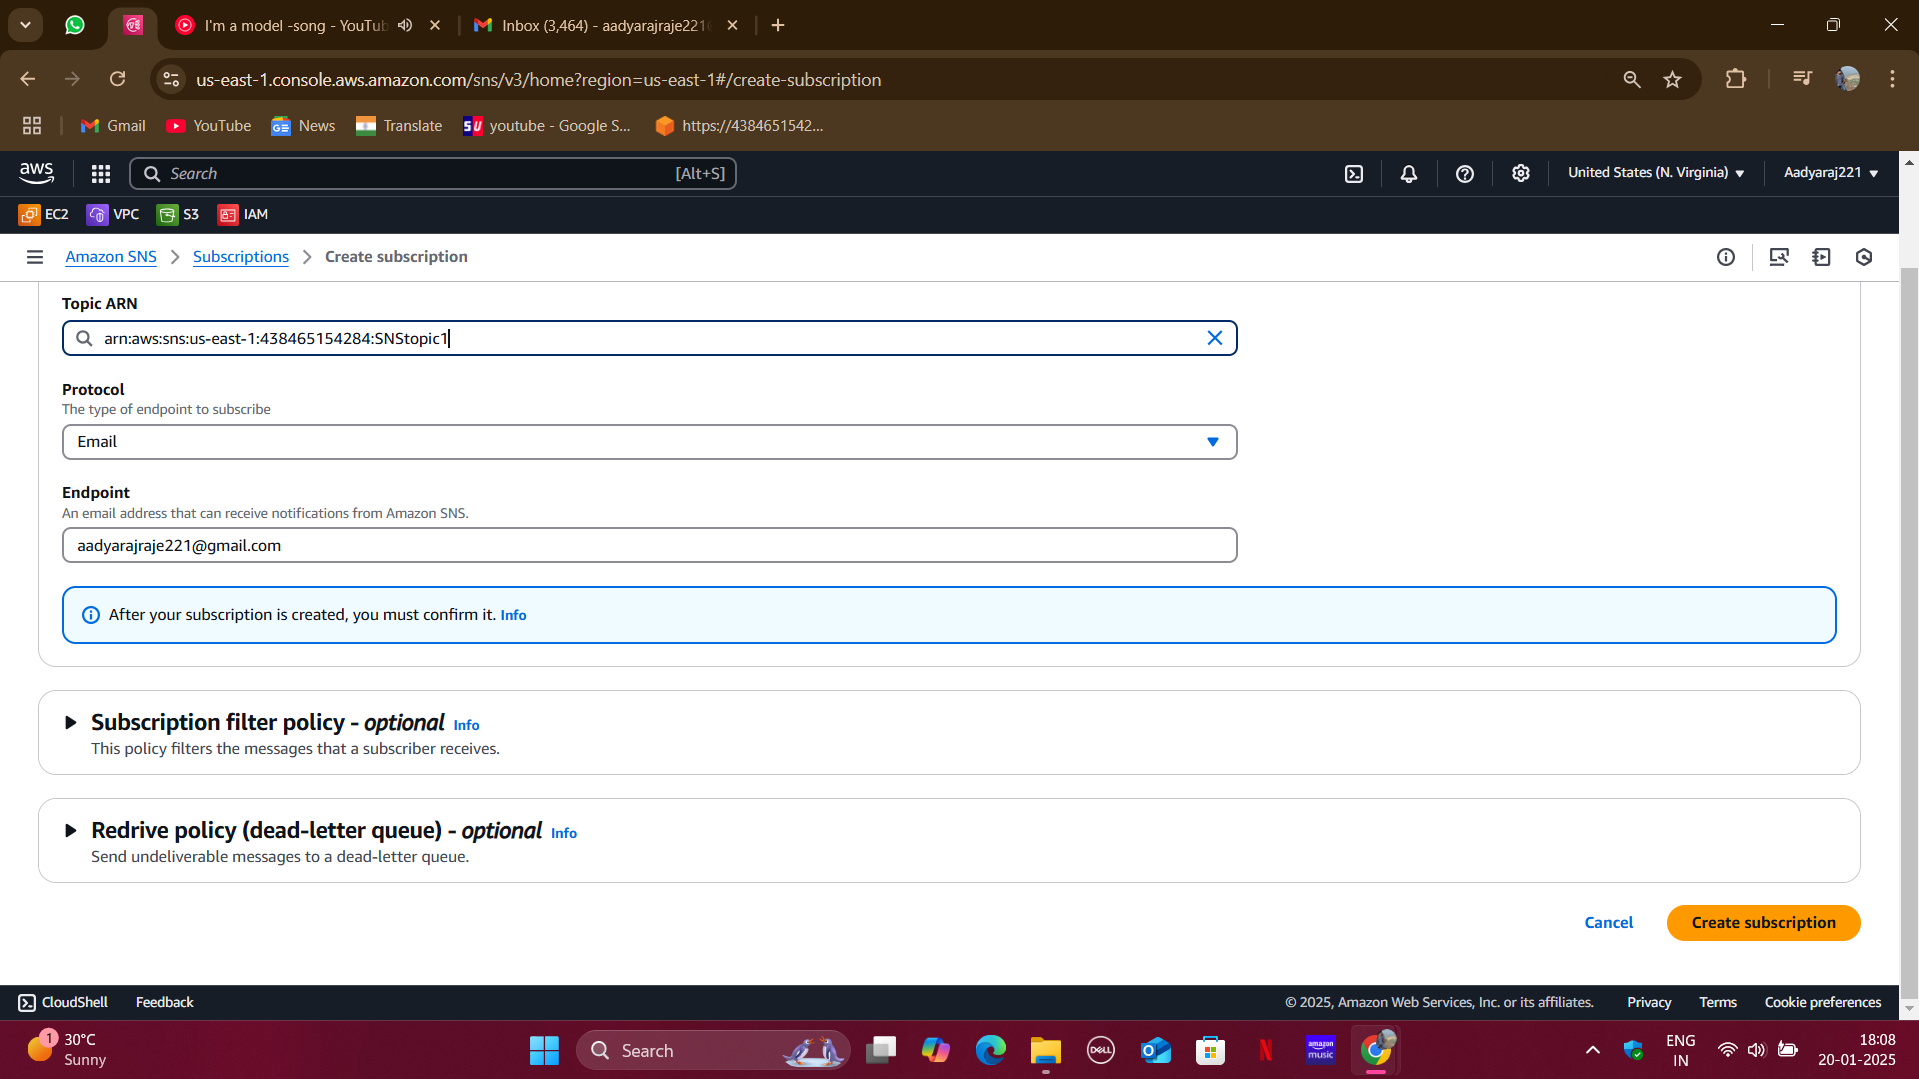 I'm a model -song - YouTub
Inbox (3,464) - aadyarajraje221
us-east-1.console.aws.amazon.com/sns/v3/home?region=us-east-1#/create-subscription
Gmail
YouTube
News
Translate
youtube - Google S...
https://4384651542...
aws
Search
[Alt+S]
United States (N. Virginia)
Aadyaraj221
EC2
VPC
S3
IAM
Amazon SNS
Subscriptions
Create subscription
Topic ARN
arn:aws:sns:us-east-1:438465154284:SNStopic1
Protocol
The type of endpoint to subscribe
Email
Endpoint
An email address that can receive notifications from Amazon SNS.
aadyarajraje221@gmail.com
After your subscription is created, you must confirm it. Info
Subscription filter policy - optional Info
This policy filters the messages that a subscriber receives.
Redrive policy (dead-letter queue) - optional Info
Send undeliverable messages to a dead-letter queue.
Cancel
Create subscription
CloudShell
Feedback
© 2025, Amazon Web Services, Inc. or its affiliates.
Privacy
Terms
Cookie preferences
1
30°C
Sunny
Search
DELL
amazon
music
ENG
IN
18:08
20-01-2025